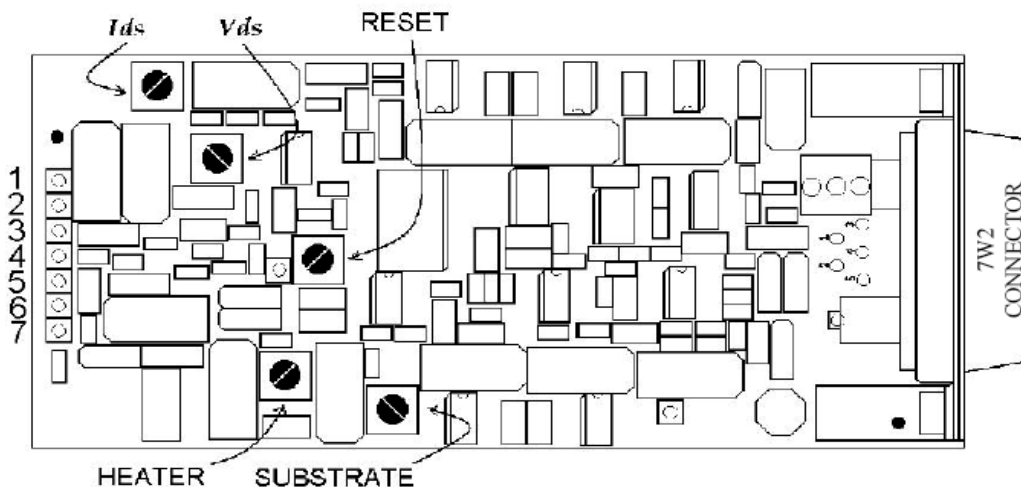 Ids
Vds
RESET
1
2
3
4
5
6
7
7W2
CONNECTOR
HEATER
SUBSTRATE